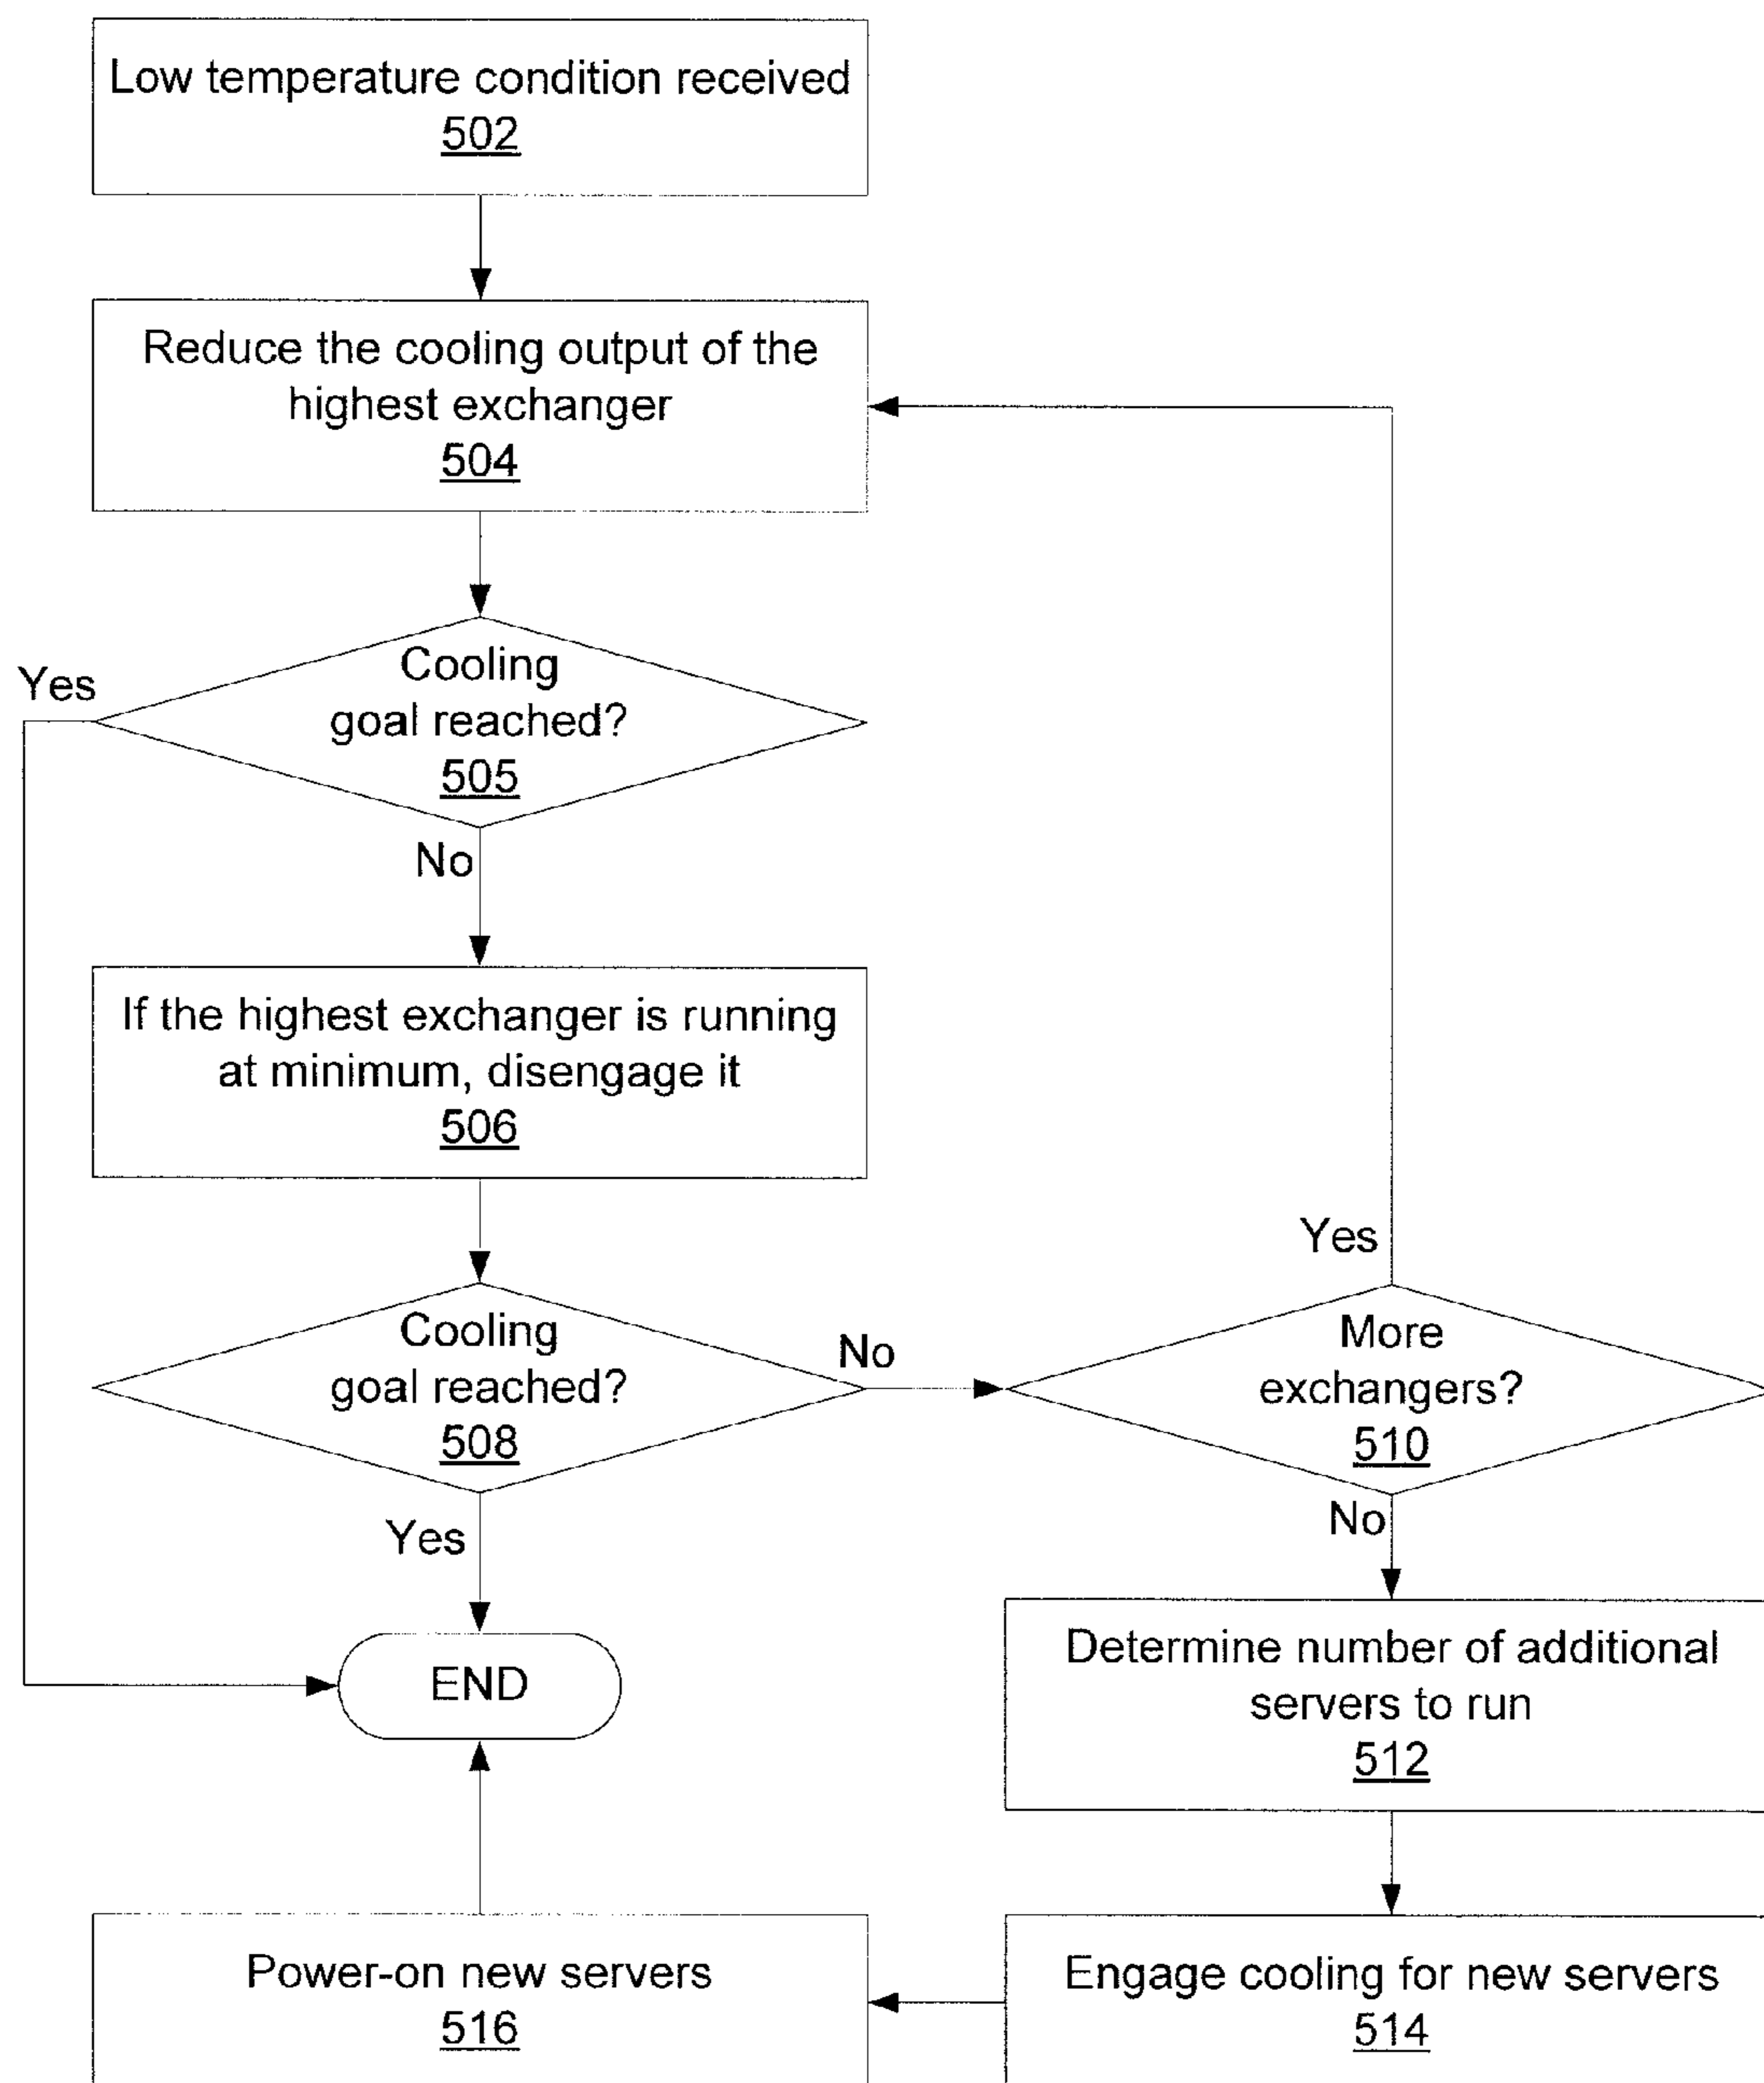 Low temperature condition received
502
Reduce the cooling output of the
highest exchanger
504
Yes
Cooling
goal reached?
505
No
If the highest exchanger is running
at minimum, disengage it
506
Cooling
goal reached?
508
No
Yes
More
exchangers?
510
Yes
No
END
Determine number of additional
servers to run
512
Power-on new servers
516
Engage cooling for new servers
514